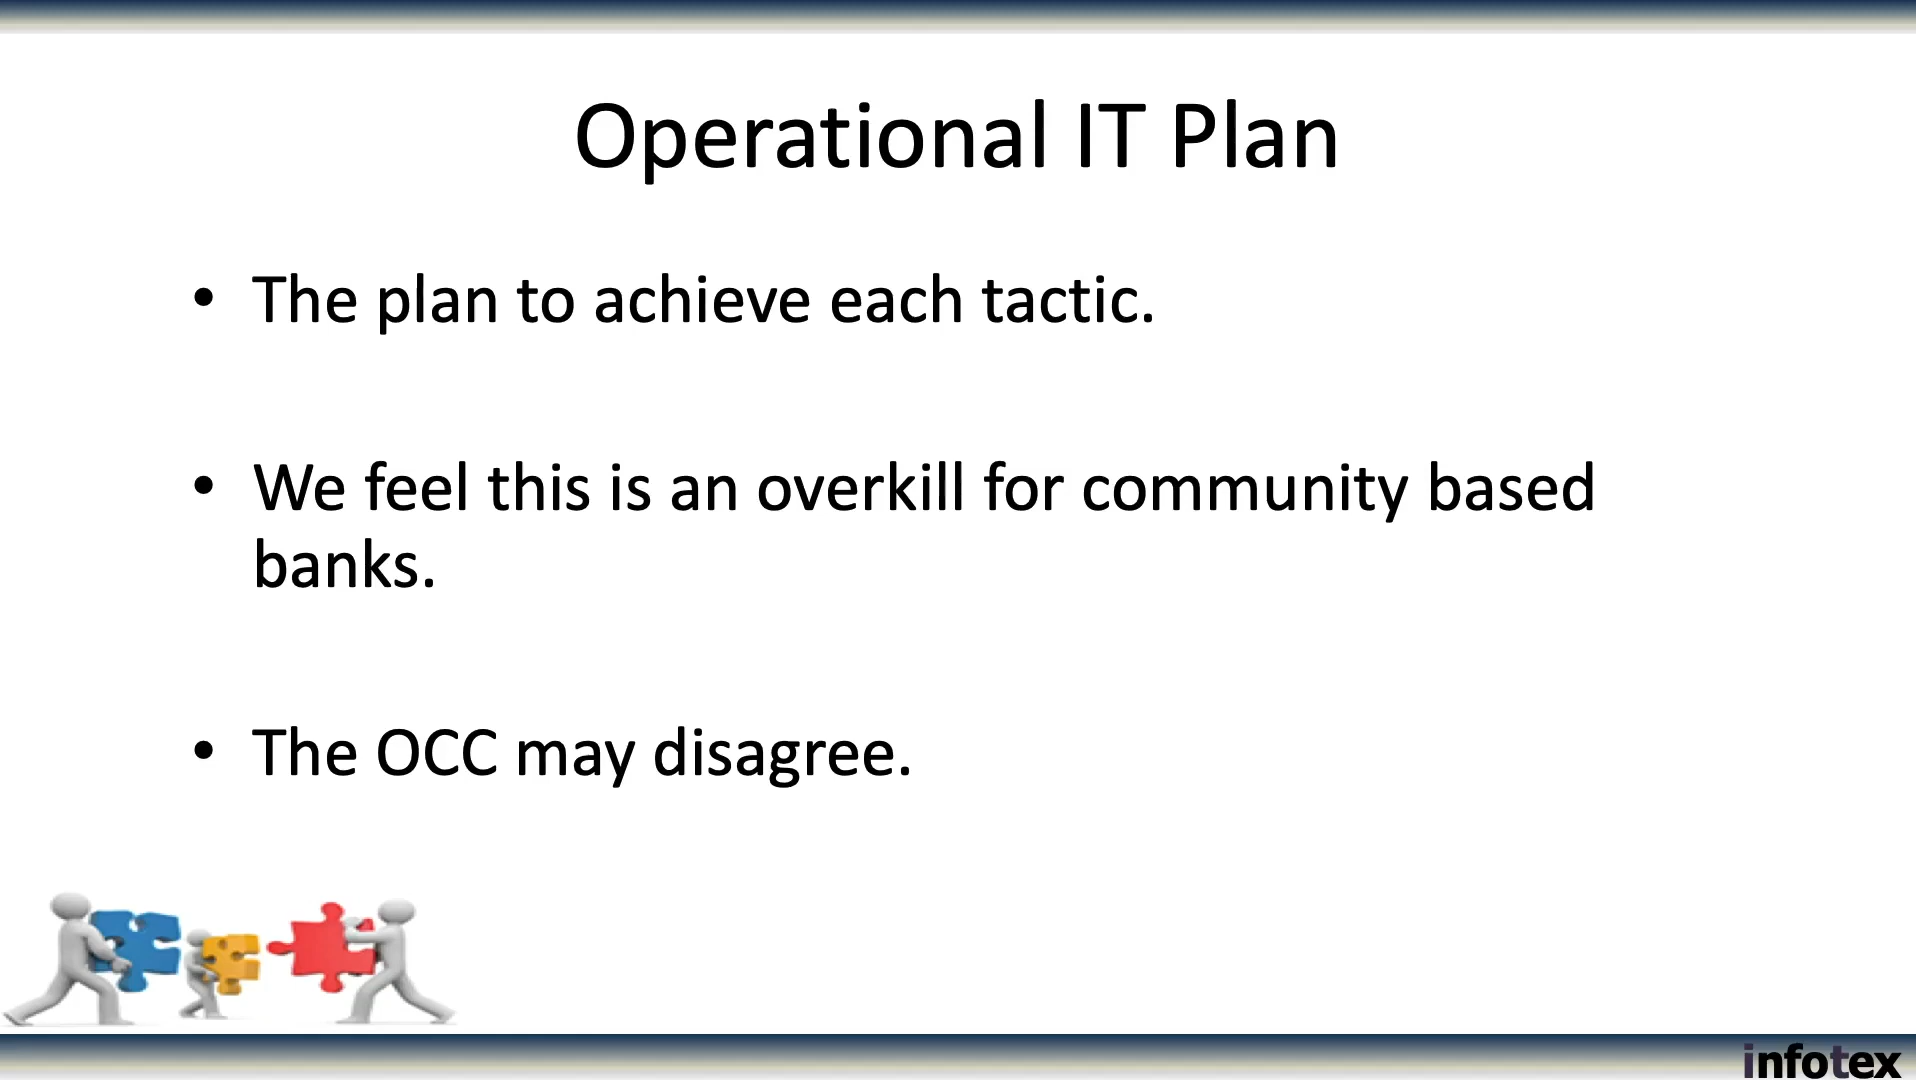 Operational IT Plan
• The plan to achieve each tactic.
• We feel this is an overkill for community based
banks.
• The OCC may disagree.
infotex